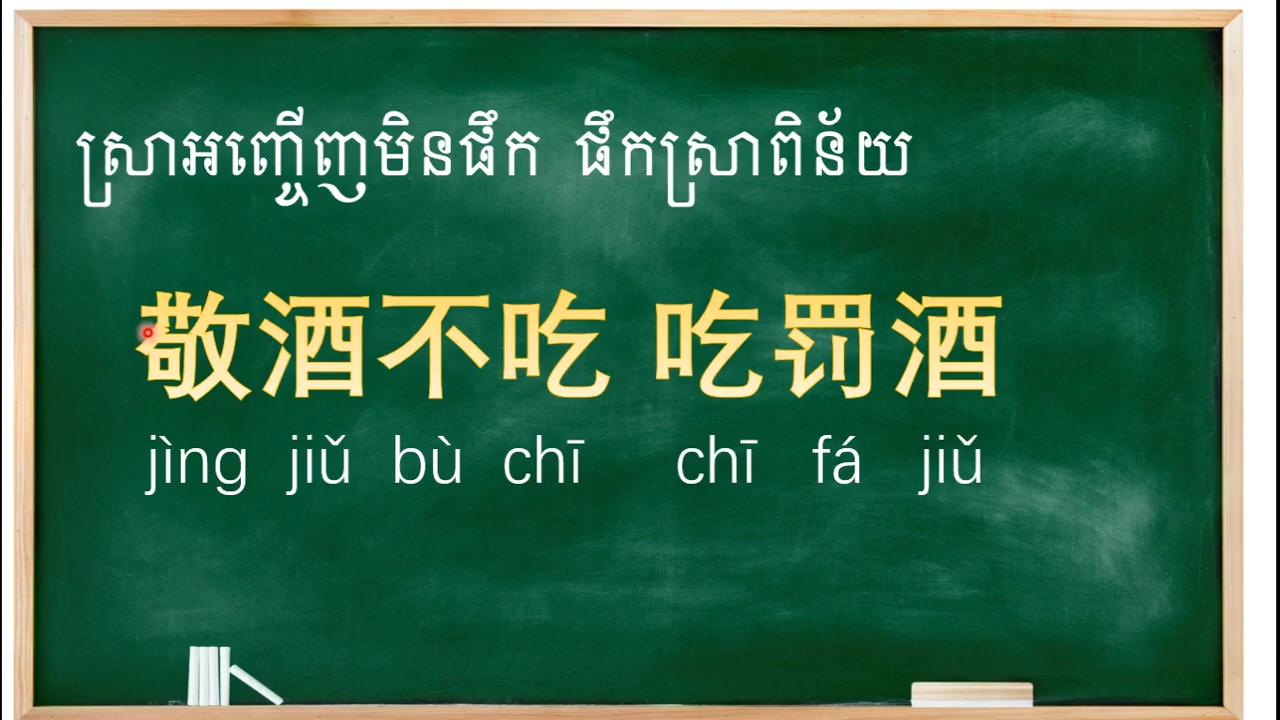 ស្រាអញ្ជើញមិនផឹក ផឹកស្រាពិន័យ
敬酒不吃 吃罚酒
jìng jiǔ bù chī chī fá jiǔ